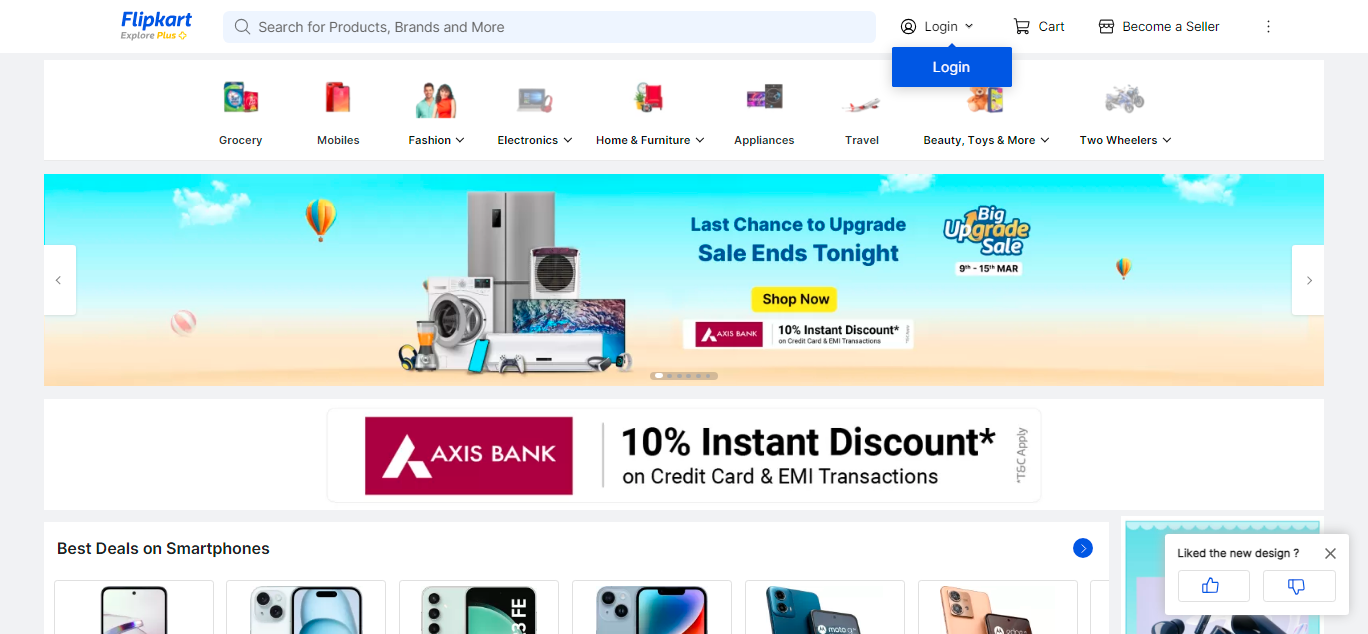 Flipkart
Explore Plus
Search for Products, Brands and More
Login
Cart
Become a Seller
Login
Grocery
Mobiles
Fashion
Electronics
Home & Furniture
Appliances
Travel
Beauty, Toys & More
Two Wheelers
Last Chance to Upgrade
Sale Ends Tonight
Big
Upgrade
Sale
9th - 15th MAR
Shop Now
AXIS BANK
10% Instant Discount*
on Credit Card & EMI Transactions
AXIS BANK
10% Instant Discount*
on Credit Card & EMI Transactions
*T&C Apply
Best Deals on Smartphones
Liked the new design ?